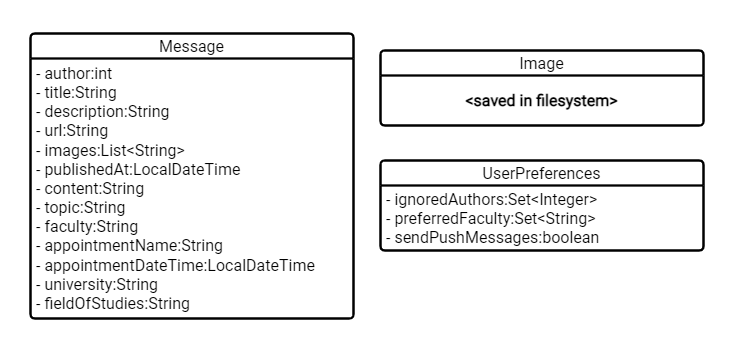 Message
- author:int
- title:String
- description:String
- url:String
- images:List<String>
- publishedAt:LocalDateTime
- content:String
- topic:String
- faculty:String
- appointmentName:String
- appointmentDateTime:LocalDateTime
- university:String
- fieldOfStudies:String
Image
<saved in filesystem>
UserPreferences
- ignoredAuthors:Set<Integer>
- preferredFaculty:Set<String>
- sendPushMessages:boolean